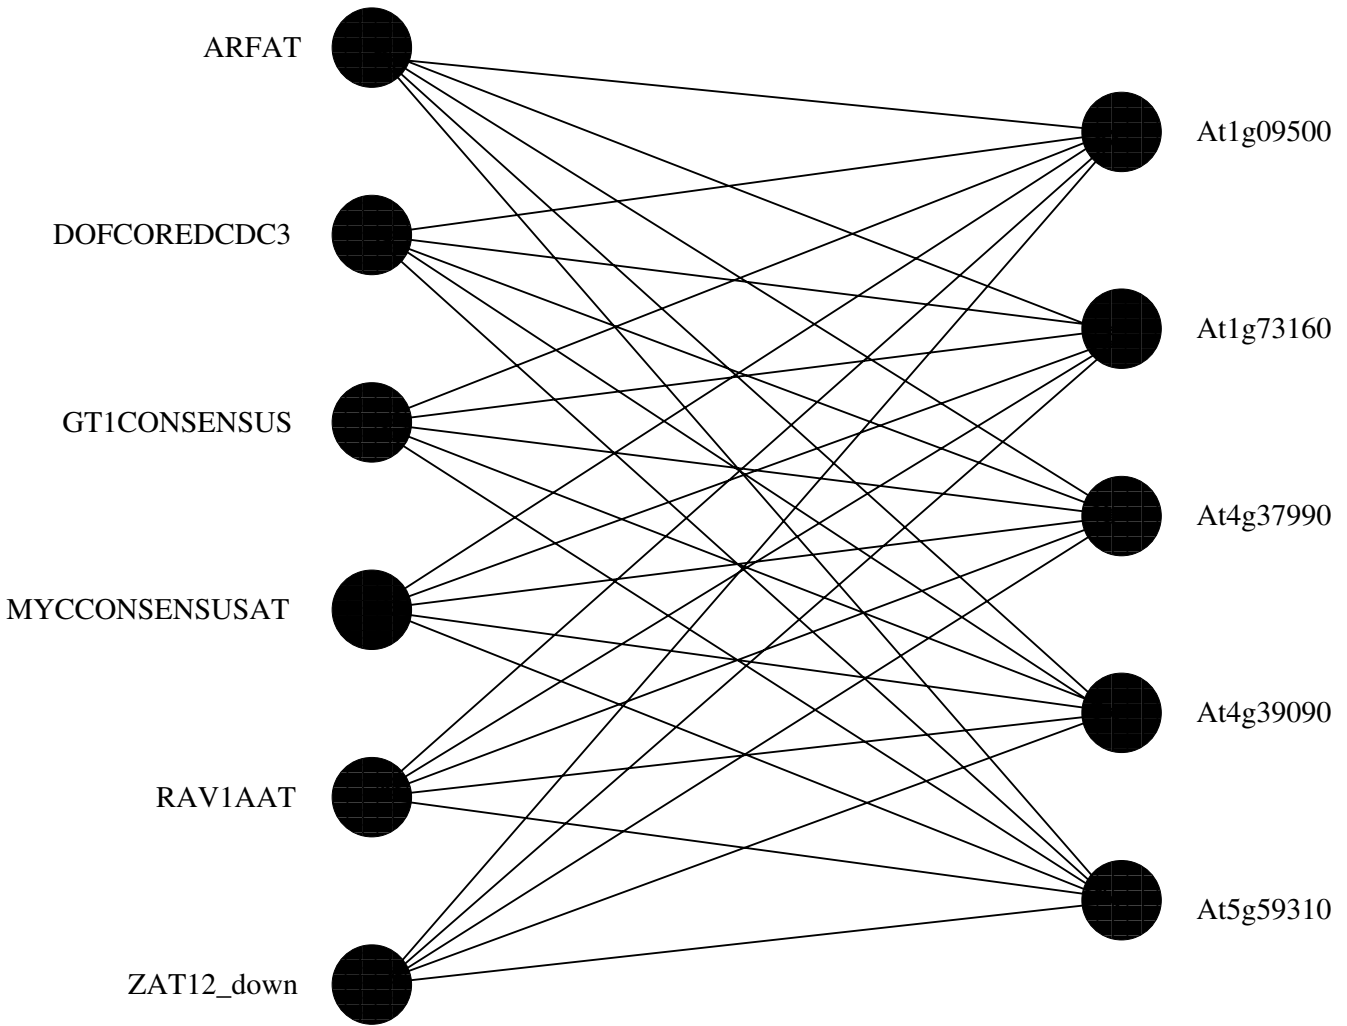 ARFAT
At1g09500
DOFCOREDCDC3
At1g73160
GT1CONSENSUS
At4g37990
MYCCONSENSUSAT
At4g39090
RAV1AAT
At5g59310
ZAT12_down